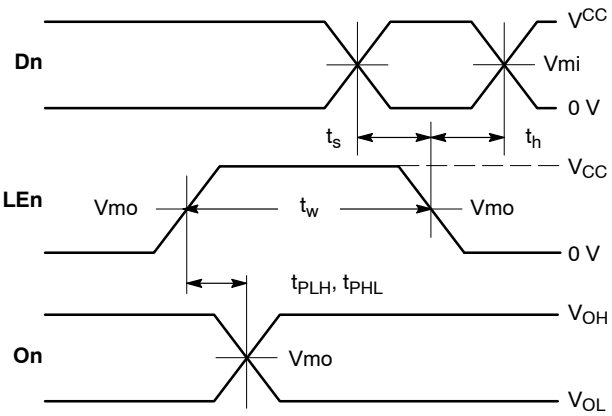 V^CC
Dn
Vmi
0 V
t_s
t_h
V_CC
LEn
Vmo
t_w
Vmo
0 V
t_PLH, t_PHL
V_OH
On
Vmo
V_OL